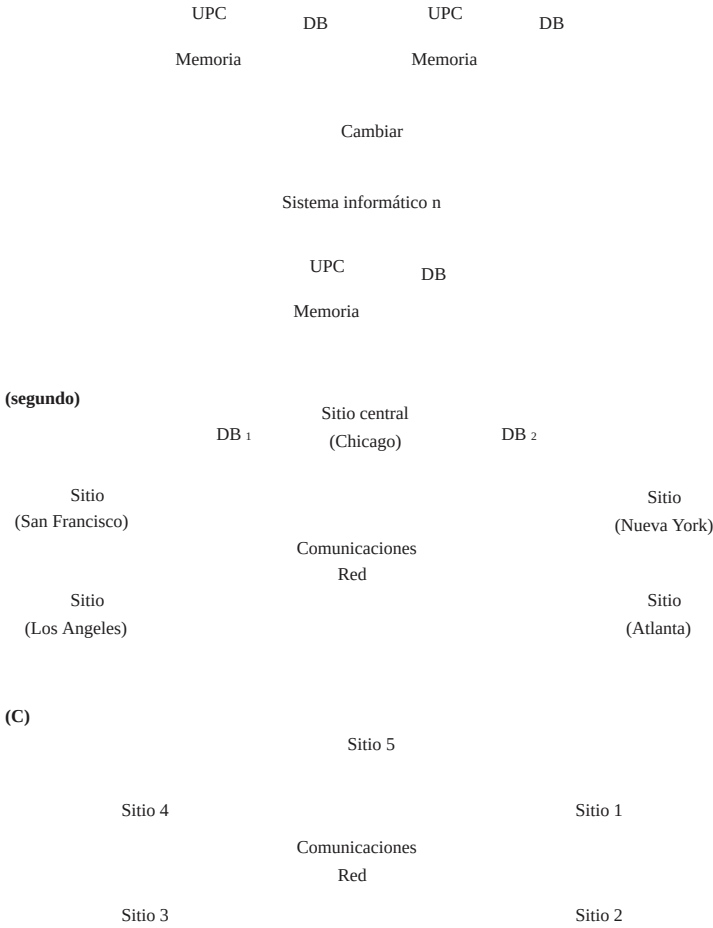 UPC DB UPC DB
Memoria Memoria
Cambiar
Sistema informático n
UPC DB
Memoria
(segundo)
Sitio central
DB 1 (Chicago) DB 2
Sitio Sitio
(San Francisco) (Nueva York)
Comunicaciones
Red
Sitio Sitio
(Los Angeles) (Atlanta)
(C)
Sitio 5
Sitio 4 Sitio 1
Comunicaciones
Red
Sitio 3 Sitio 2